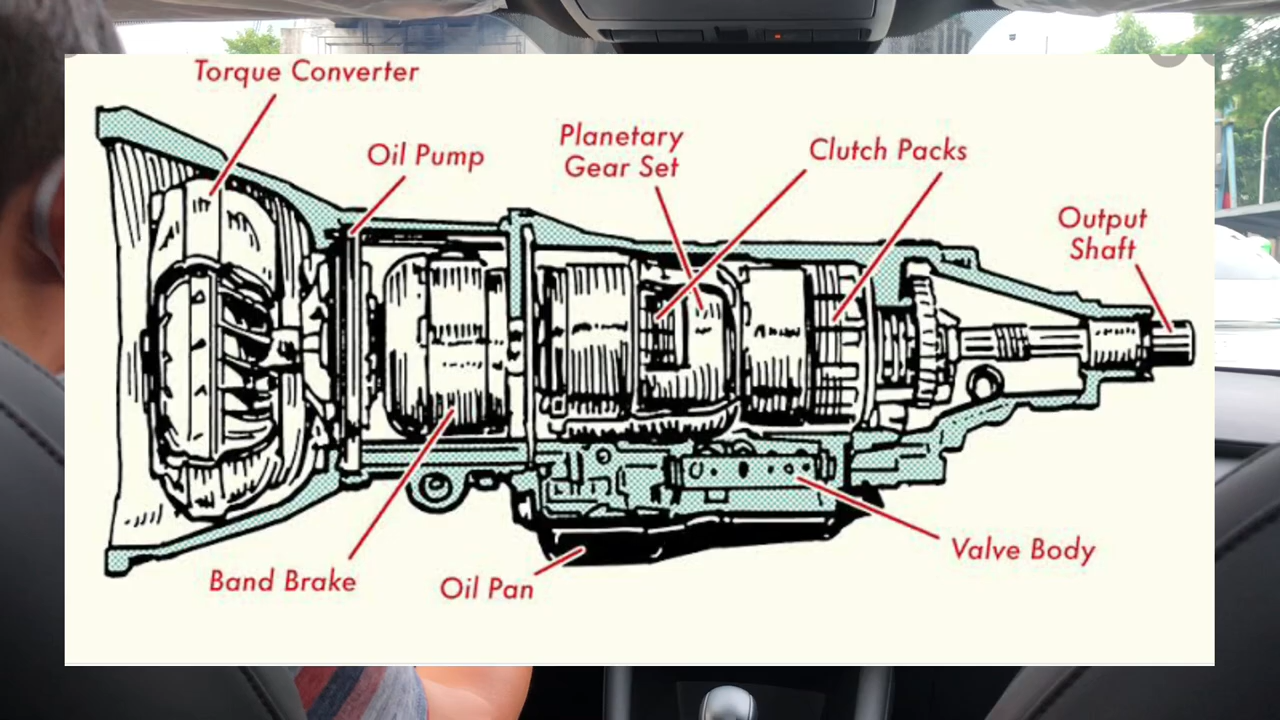 Torque Converter
Oil Pump
Planetary
Gear Set
Clutch Packs
Output
Shaft
Band Brake
Oil Pan
Valve Body